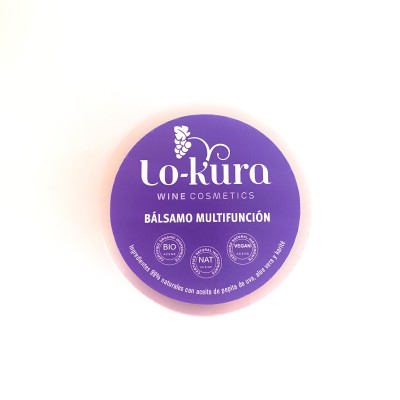 Lo-kura
WINE COSMETICS
BÁLSAMO MULTIFUNCIÓN
BIO
NAT
VEGANI
Ingredientes 99% naturales con aceite de pepita de uva, aloe vera y karité